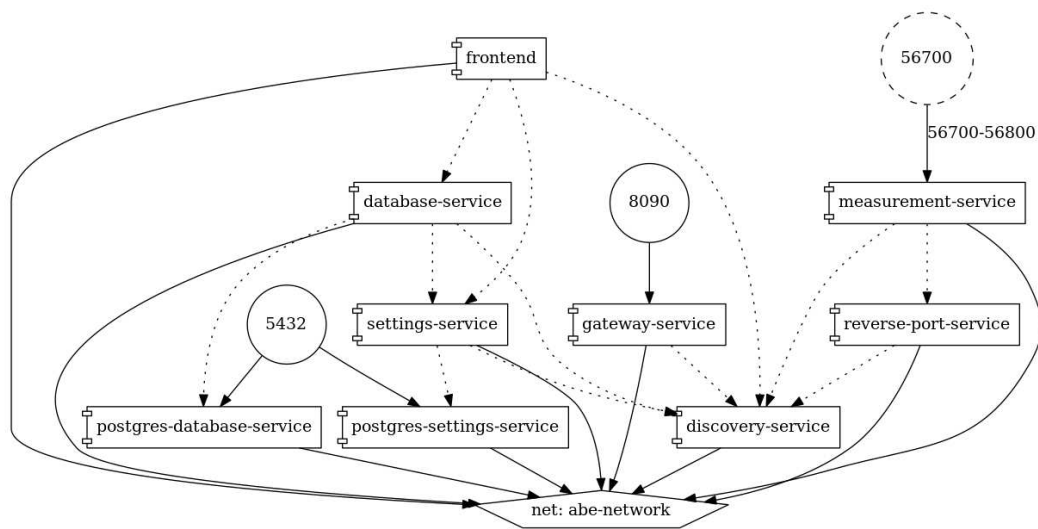 frontend
56700
56700-56800
database-service
8090
measurement-service
5432
settings-service
gateway-service
reverse-port-service
postgres-database-service
postgres-settings-service
discovery-service
net: abe-network